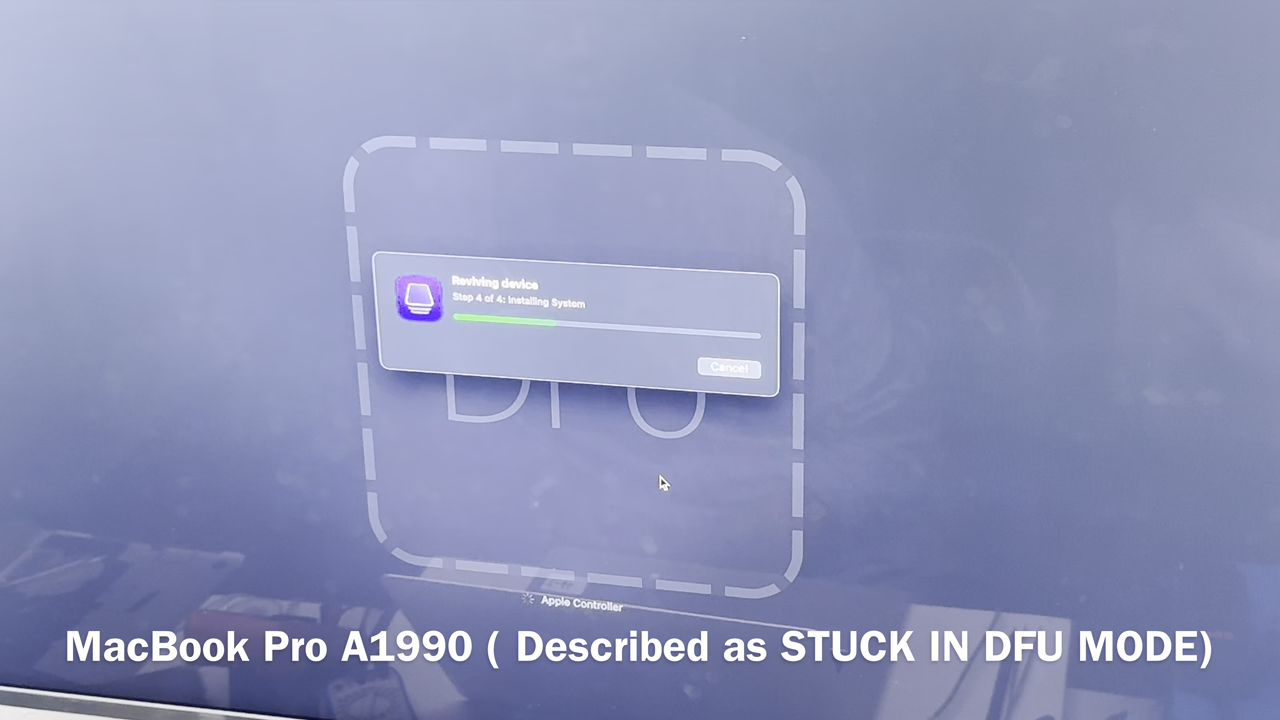 Reviving device
Step 4 of 4: Installing System
Cancel
DFU
Apple Controller
MacBook Pro A1990 ( Described as STUCK IN DFU MODE)